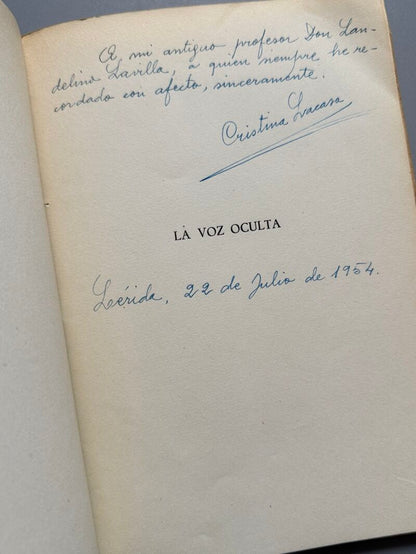 A mi antiguo profesor Don Lan-
delino Lavilla, a quien siempre he re-
cordado con afecto, sinceramente.
Cristina Lacasa
LA VOZ OCULTA
Lérida, 22 de Julio de 1954.